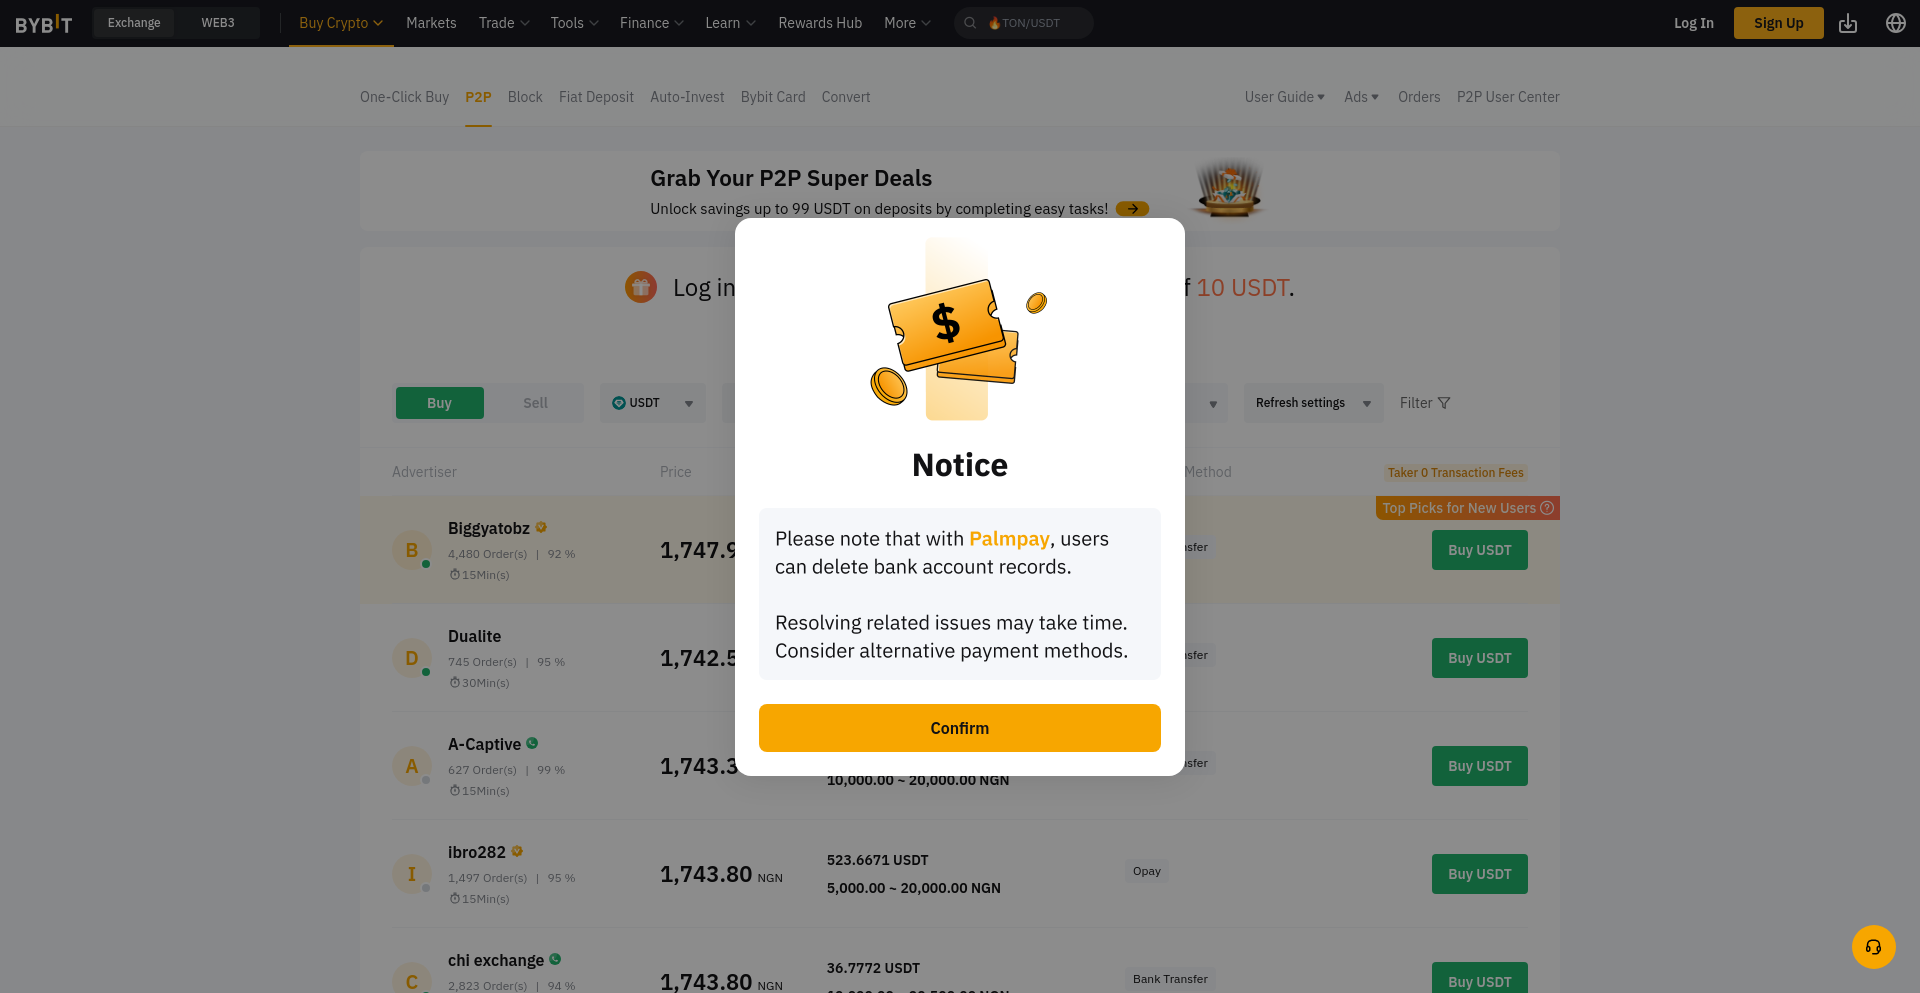 BYBIT
Exchange
WEB3
Buy Crypto
Markets
Trade
Tools
Finance
Learn
Rewards Hub
More
TON/USDT
Log In
Sign Up
One-Click Buy
P2P
Block
Fiat Deposit
Auto-Invest
Bybit Card
Convert
User Guide
Ads
Orders
P2P User Center
Grab Your P2P Super Deals
Unlock savings up to 99 USDT on deposits by completing easy tasks!
Log in
10 USDT.
Buy
Sell
USDT
Refresh settings
Filter
Advertiser
Price
Method
Taker 0 Transaction Fees
Top Picks for New Users
Biggyatobz
4,480 Order(s) | 92 %
15Min(s)
B
1,747.9
Buy USDT
Dualite
745 Order(s) | 95 %
30Min(s)
D
1,742.5
Buy USDT
A-Captive
627 Order(s) | 99 %
15Min(s)
A
1,743.3
10,000.00 ~ 20,000.00 NGN
Buy USDT
ibro282
1,497 Order(s) | 95 %
15Min(s)
I
1,743.80 NGN
523.6671 USDT
5,000.00 ~ 20,000.00 NGN
Opay
Buy USDT
chi exchange
2,823 Order(s) | 94 %
C
1,743.80 NGN
36.7772 USDT
Bank Transfer
Buy USDT
$
Notice
Please note that with Palmpay, users
can delete bank account records.
Resolving related issues may take time.
Consider alternative payment methods.
Confirm